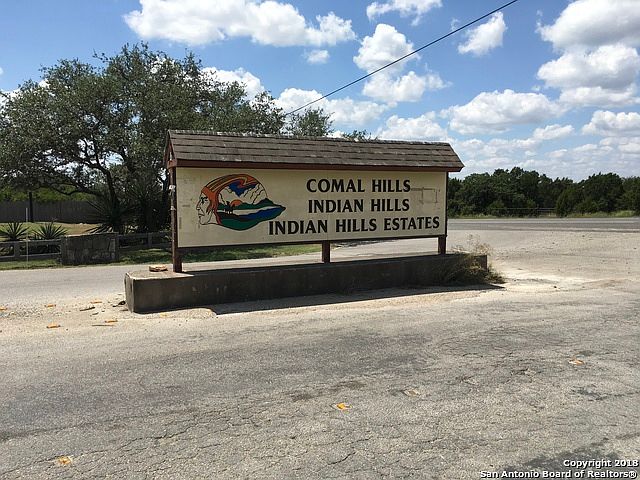 COMAL HILLS
INDIAN HILLS
INDIAN HILLS ESTATES
Copyright 2018
San Antonio Board of Realtors®